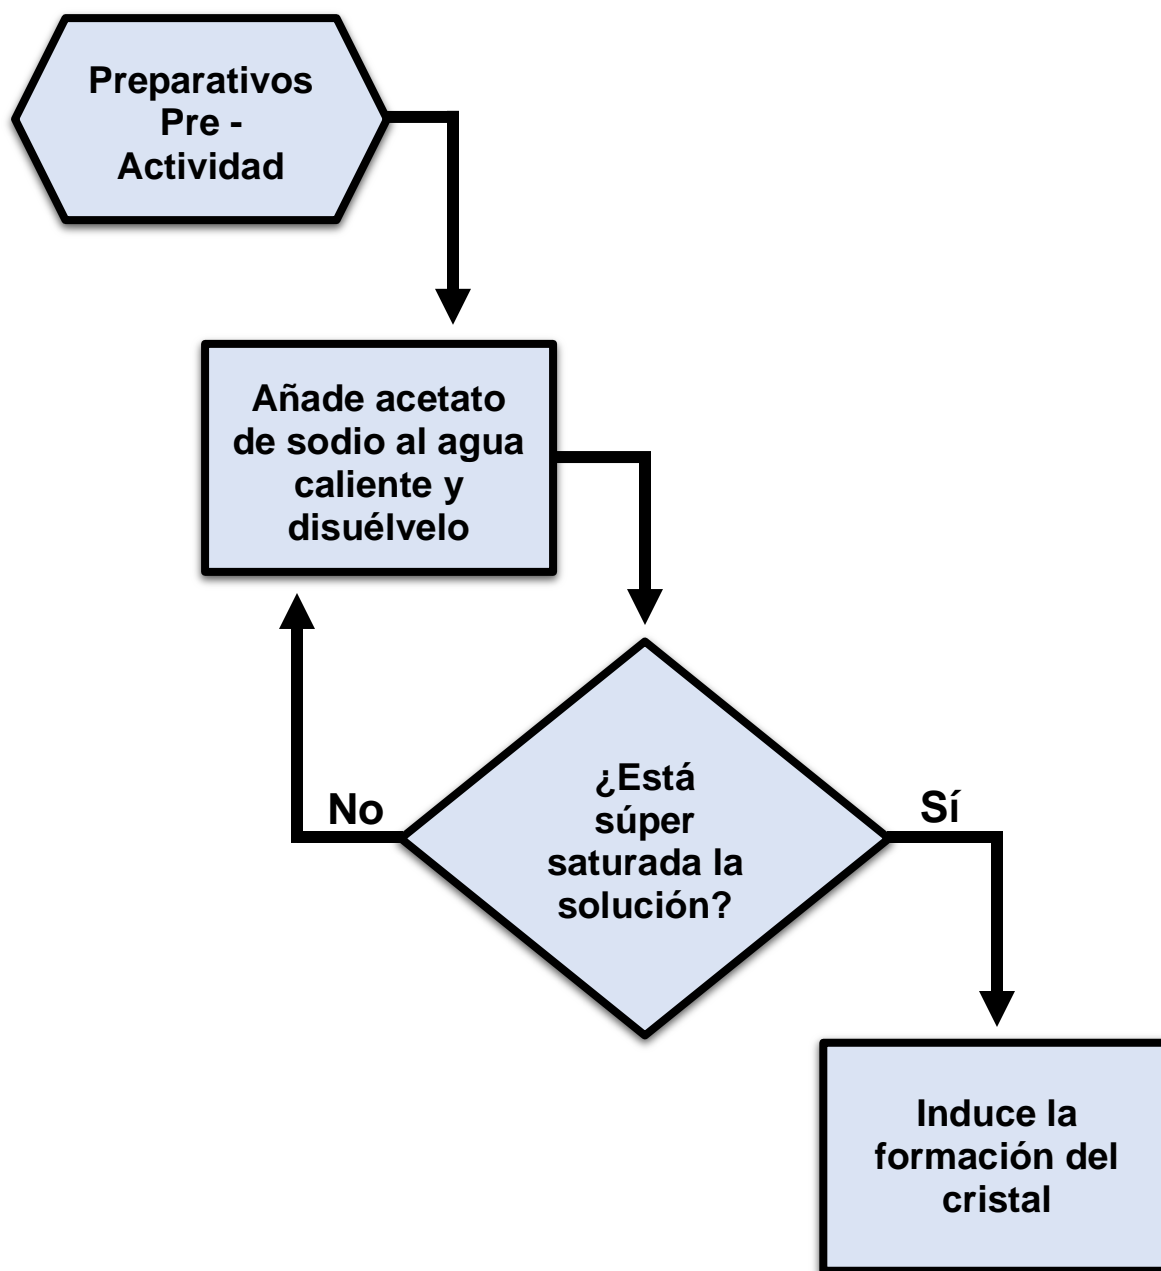 Preparativos
Pre -
Actividad
Añade acetato
de sodio al agua
caliente y
disuélvelo
¿Está
súper
saturada la
solución?
No
Sí
Induce la
formación del
cristal